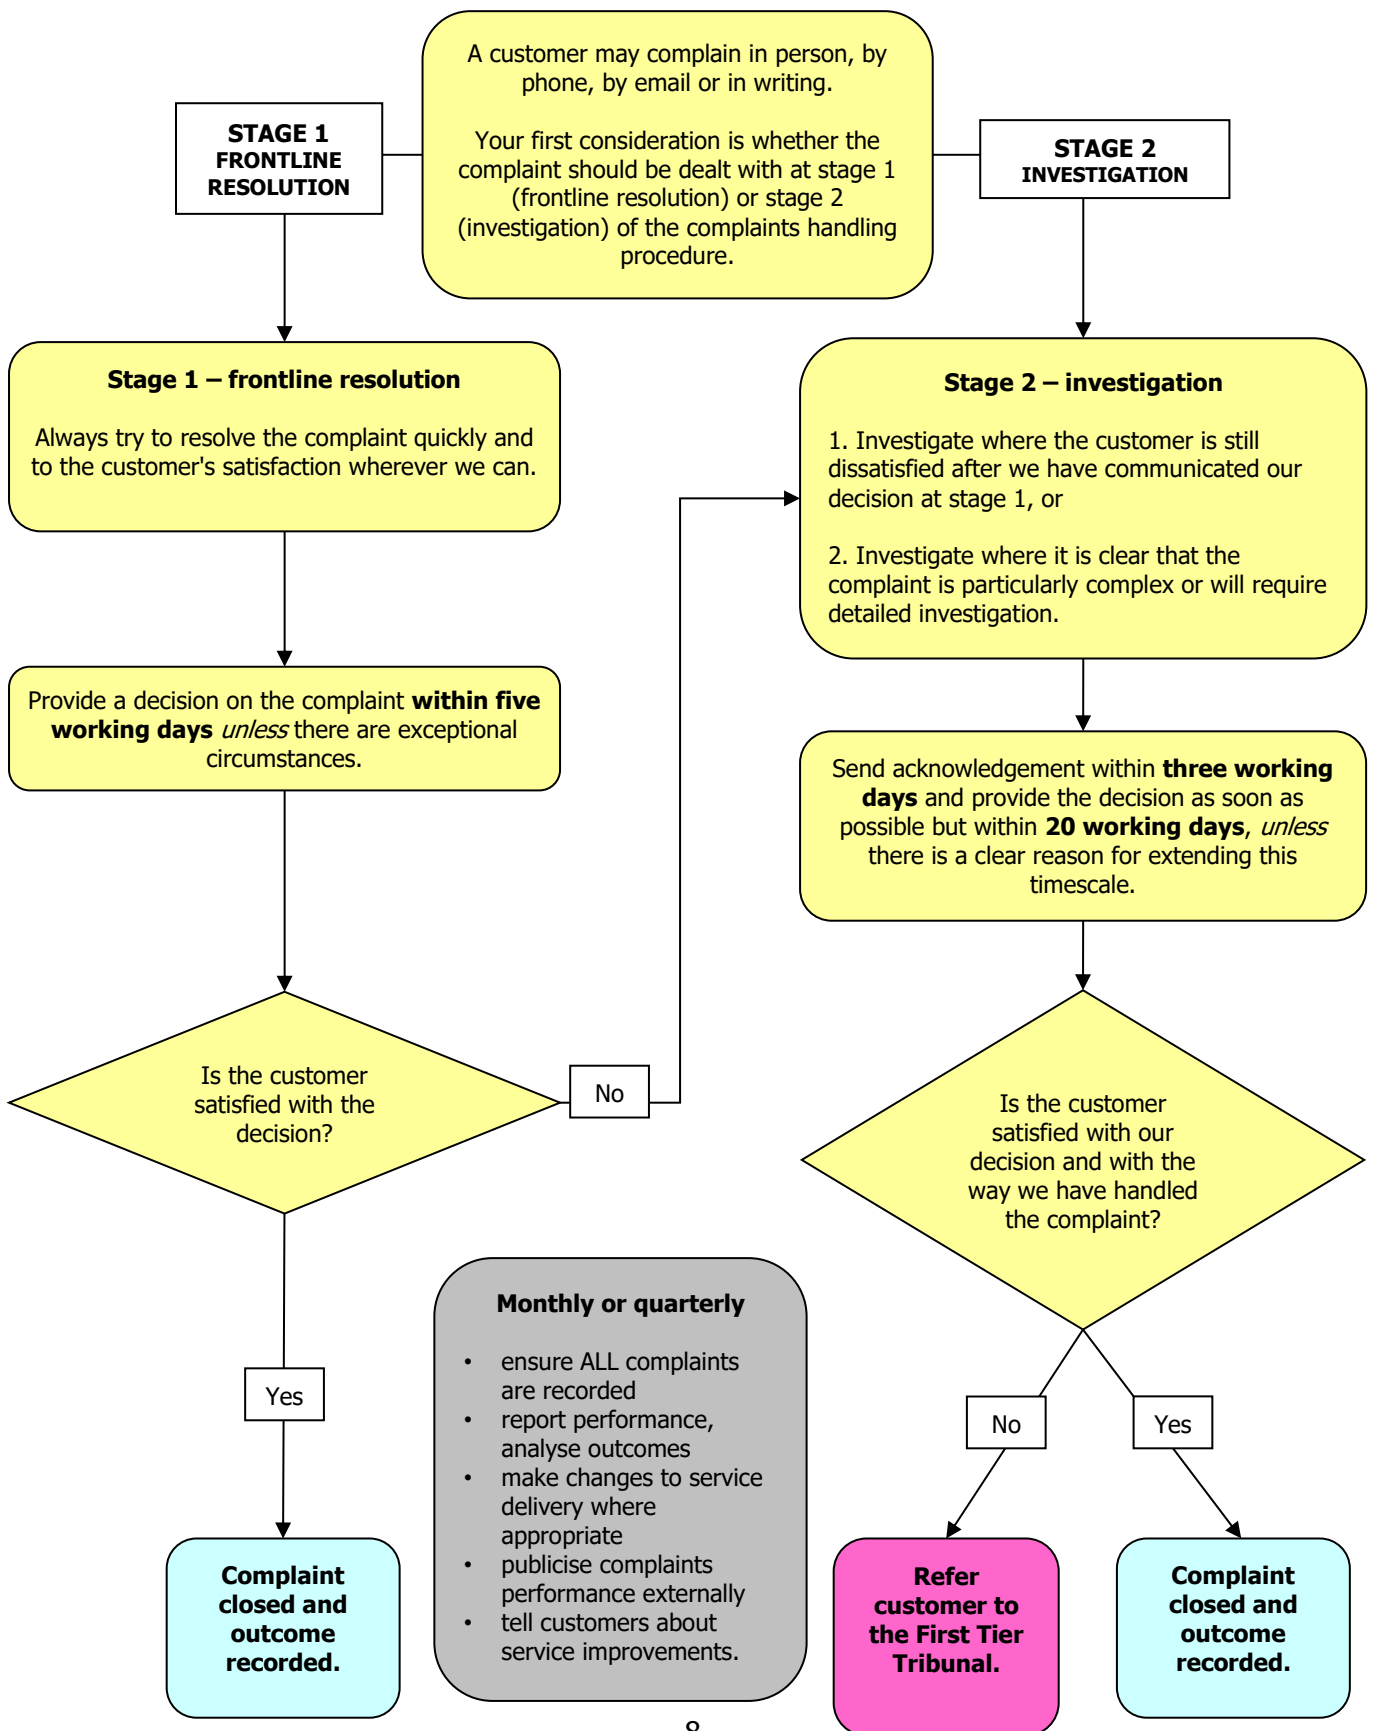 A customer may complain in person, by
phone, by email or in writing.
Your first consideration is whether the
complaint should be dealt with at stage 1
(frontline resolution) or stage 2
(investigation) of the complaints handling
procedure.
STAGE 1
FRONTLINE
RESOLUTION
STAGE 2
INVESTIGATION
Stage 1 – frontline resolution
Always try to resolve the complaint quickly and
to the customer's satisfaction wherever we can.
Stage 2 – investigation
1. Investigate where the customer is still
dissatisfied after we have communicated our
decision at stage 1, or
2. Investigate where it is clear that the
complaint is particularly complex or will require
detailed investigation.
Provide a decision on the complaint within five
working days unless there are exceptional
circumstances.
Send acknowledgement within three working
days and provide the decision as soon as
possible but within 20 working days, unless
there is a clear reason for extending this
timescale.
Is the customer
satisfied with the
decision?
No
Is the customer
satisfied with our
decision and with the
way we have handled
the complaint?
Yes
Monthly or quarterly
• ensure ALL complaints
are recorded
• report performance,
analyse outcomes
• make changes to service
delivery where
appropriate
• publicise complaints
performance externally
• tell customers about
service improvements.
No
Yes
Complaint
closed and
outcome
recorded.
Refer
customer to
the First Tier
Tribunal.
Complaint
closed and
outcome
recorded.
8